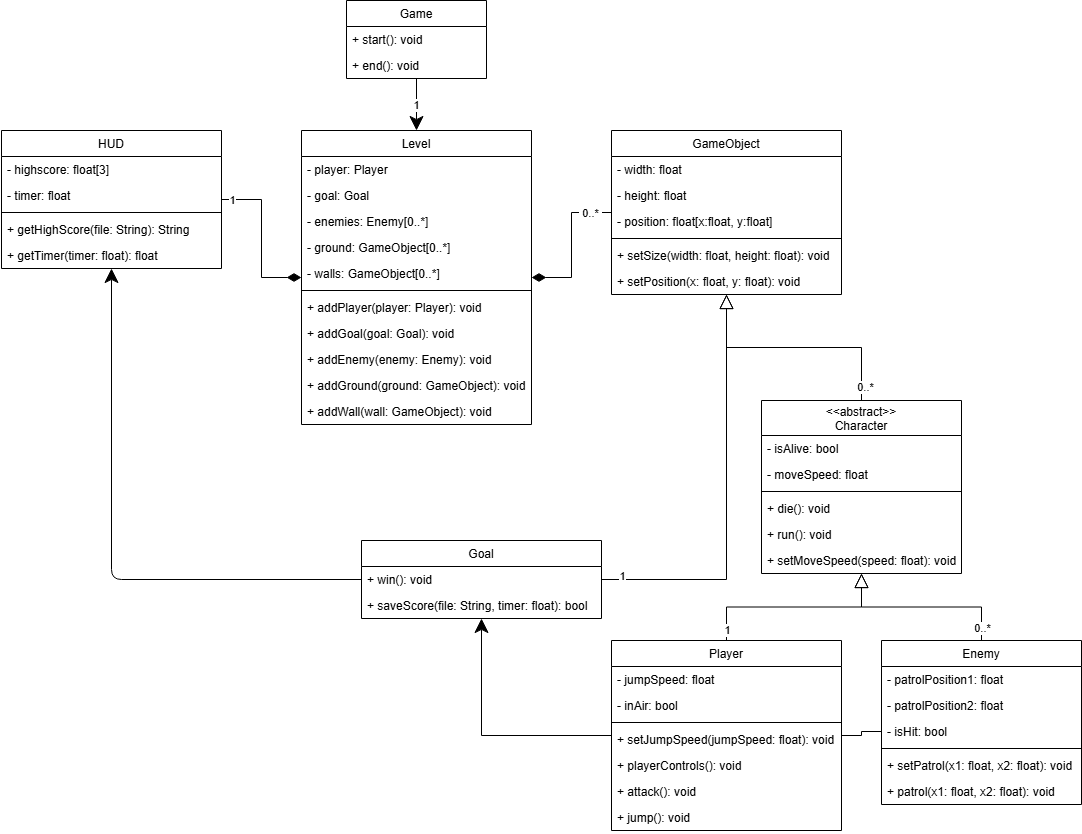 Game
+ start(): void
+ end(): void
1
HUD
- highscore: float[3]
- timer: float
+ getHighScore(file: String): String
+ getTimer(timer: float): float
1
Level
- player: Player
- goal: Goal
- enemies: Enemy[0..*]
- ground: GameObject[0..*]
- walls: GameObject[0..*]
+ addPlayer(player: Player): void
+ addGoal(goal: Goal): void
+ addEnemy(enemy: Enemy): void
+ addGround(ground: GameObject): void
+ addWall(wall: GameObject): void
0..*
GameObject
- width: float
- height: float
- position: float[x:float, y:float]
+ setSize(width: float, height: float): void
+ setPosition(x: float, y: float): void
0..*
<<abstract>>
Character
- isAlive: bool
- moveSpeed: float
+ die(): void
+ run(): void
+ setMoveSpeed(speed: float): void
Goal
+ win(): void
+ saveScore(file: String, timer: float): bool
1
1
0..*
Player
- jumpSpeed: float
- inAir: bool
+ setJumpSpeed(jumpSpeed: float): void
+ playerControls(): void
+ attack(): void
+ jump(): void
Enemy
- patrolPosition1: float
- patrolPosition2: float
- isHit: bool
+ setPatrol(x1: float, x2: float): void
+ patrol(x1: float, x2: float): void